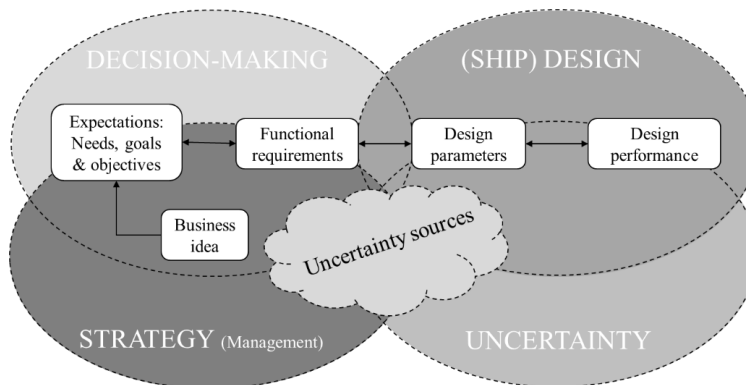 DECISION-MAKING
(SHIP) DESIGN
Expectations:
Needs, goals
& objectives
Functional
requirements
Design
parameters
Design
performance
Business
idea
Uncertainty sources
STRATEGY (Management)
UNCERTAINTY